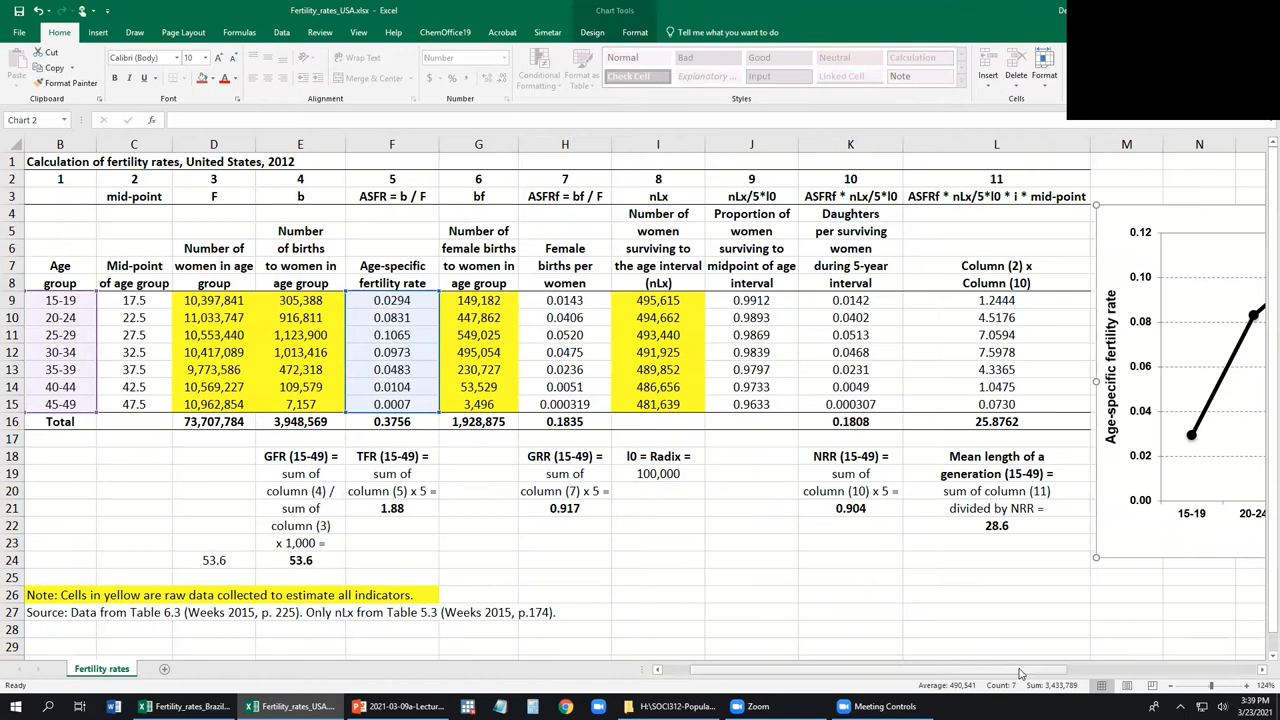 Fertility_rates_USA.xlsx - Excel
Chart Tools
De
File Home Insert Draw Page Layout Formulas Data Review View Help ChemOffice19 Acrobat Simetar Design Format Tell me what you want to do
Cut
Copy
Format Painter
Paste
Clipboard
Calibri (Body) 10
B I U
Font
Wrap Text
Merge & Center
Alignment
Number
$ % ,
Number
Conditional Formatting
Format as Table
Normal Bad Good Neutral Calculation
Check Cell Explanatory ... Input Linked Cell Note
Styles
Insert Delete Format
Cells
Chart 2
fx
B C D E F G H I J K L M N
1 Calculation of fertility rates, United States, 2012
2 1 2 3 4 5 6 7 8 9 10 11
3 mid-point F b ASFR = b / F bf ASFRf = bf / F nLx nLx/5*l0 ASFRf * nLx/5*l0 ASFRf * nLx/5*l0 * i * mid-point
4 Number of Proportion of Daughters
5 Number women women per surviving
6 Number of of births Number of Female surviving to surviving to women
7 Age Mid-point women in age to women in Age-specific female births births per the age interval midpoint of age during 5-year Column (2) x
8 group of age group group age group fertility rate to women in age group women (nLx) interval interval Column (10)
9 15-19 17.5 10,397,841 305,388 0.0294 149,182 0.0143 495,615 0.9912 0.0142 1.2444
10 20-24 22.5 11,033,747 916,811 0.0831 447,862 0.0406 494,662 0.9893 0.0402 4.5176
11 25-29 27.5 10,553,440 1,123,900 0.1065 549,025 0.0520 493,440 0.9869 0.0513 7.0594
12 30-34 32.5 10,417,089 1,013,416 0.0973 495,054 0.0475 491,925 0.9839 0.0468 7.5978
13 35-39 37.5 9,773,586 472,318 0.0483 230,727 0.0236 489,852 0.9797 0.0231 4.3365
14 40-44 42.5 10,569,227 109,579 0.0104 53,529 0.0051 486,656 0.9733 0.0049 1.0475
15 45-49 47.5 10,962,854 7,157 0.0007 3,496 0.000319 481,639 0.9633 0.000307 0.0730
16 Total 73,707,784 3,948,569 0.3756 1,928,875 0.1835 0.1808 25.8762
17
18 GFR (15-49) = TFR (15-49) = GRR (15-49) = l0 = Radix = NRR (15-49) = Mean length of a
19 sum of sum of sum of 100,000 sum of generation (15-49) =
20 column (4) / column (5) x 5 = column (7) x 5 = column (10) x 5 = sum of column (11)
21 sum of 1.88 0.917 0.904 divided by NRR =
22 column (3) 28.6
23 x 1,000 =
24 53.6 53.6
25
26 Note: Cells in yellow are raw data collected to estimate all indicators.
27 Source: Data from Table 6.3 (Weeks 2015, p. 225). Only nLx from Table 5.3 (Weeks 2015, p.174).
28
29
Age-specific fertility rate
0.12
0.10
0.08
0.06
0.04
0.02
0.00
15-19 20-24
Fertility rates
Ready
Average: 490,541 Count: 7 Sum: 3,433,789
124%
Fertility_rates_Brazil... Fertility_rates_USA.... 2021-03-09a-Lectur... H:\SOCI312-Popula... Zoom Meeting Controls
3:39 PM
3/23/2021